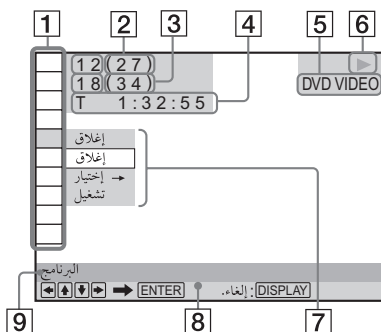 1 2 3 4 5 6
12(27)
18(34)
T 1:32:55
DVD VIDEO
إغلاق
إغلاق
إختيار →
تشغيل
البرنامج
ENTER إلغاء: DISPLAY.
9 8 7